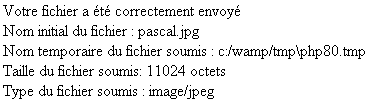 Votre fichier a été correctement envoyé
Nom initial du fichier : pascal.jpg
Nom temporaire du fichier soumis : c:/wamp/tmp\php80.tmp
Taille du fichier soumis: 11024 octets
Type du fichier soumis : image/jpeg